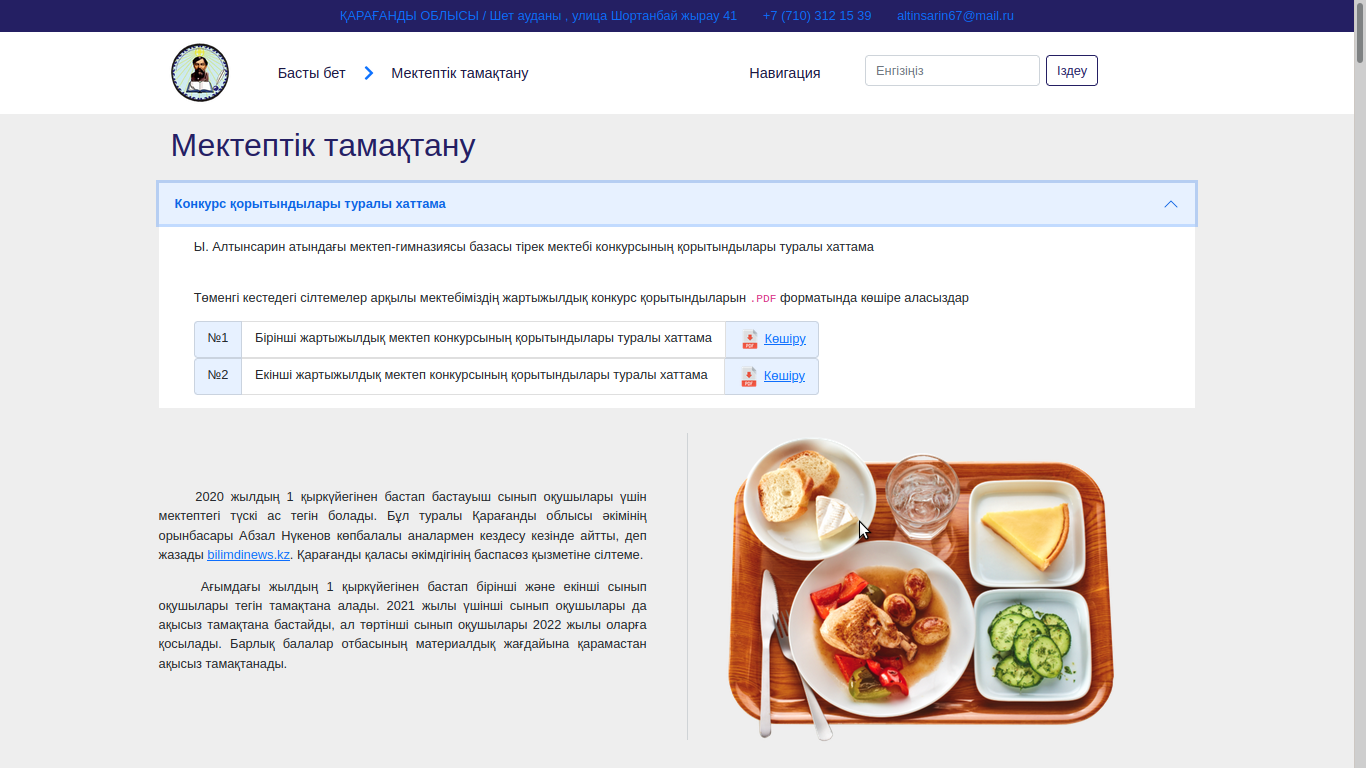 ҚАРАҒАНДЫ ОБЛЫСЫ / Шет ауданы , улица Шортанбай жырау 41 +7 (710) 312 15 39 altinsarin67@mail.ru
Басты бет Мектептік тамақтану Навигация Енгізіңіз Іздеу
Мектептік тамақтану
Конкурс қорытындылары туралы хаттама
Ы. Алтынсарин атындағы мектеп-гимназиясы базасы тірек мектебі конкурсының қорытындылары туралы хаттама
Төменгі кестедегі сілтемелер арқылы мектебіміздің жартыжылдық конкурс қорытындыларын .PDF форматында көшіре аласыздар
№1 Бірінші жартыжылдық мектеп конкурсының қорытындылары туралы хаттама PDF Көшіру
№2 Екінші жартыжылдық мектеп конкурсының қорытындылары туралы хаттама PDF Көшіру
2020 жылдың 1 қыркүйегінен бастап бастауыш сынып оқушылары үшін
мектептегі түскі ас тегін болады. Бұл туралы Қарағанды облысы әкімінің
орынбасары Абзал Нүкенов көпбалалы аналармен кездесу кезінде айтты, деп
жазады bilimdinews.kz. Қарағанды қаласы әкімдігінің баспасөз қызметіне сілтеме.
Ағымдағы жылдың 1 қыркүйегінен бастап бірінші және екінші сынып
оқушылары тегін тамақтана алады. 2021 жылы үшінші сынып оқушылары да
ақысыз тамақтана бастайды, ал төртінші сынып оқушылары 2022 жылы оларға
қосылады. Барлық балалар отбасының материалдық жағдайына қарамастан
ақысыз тамақтанады.